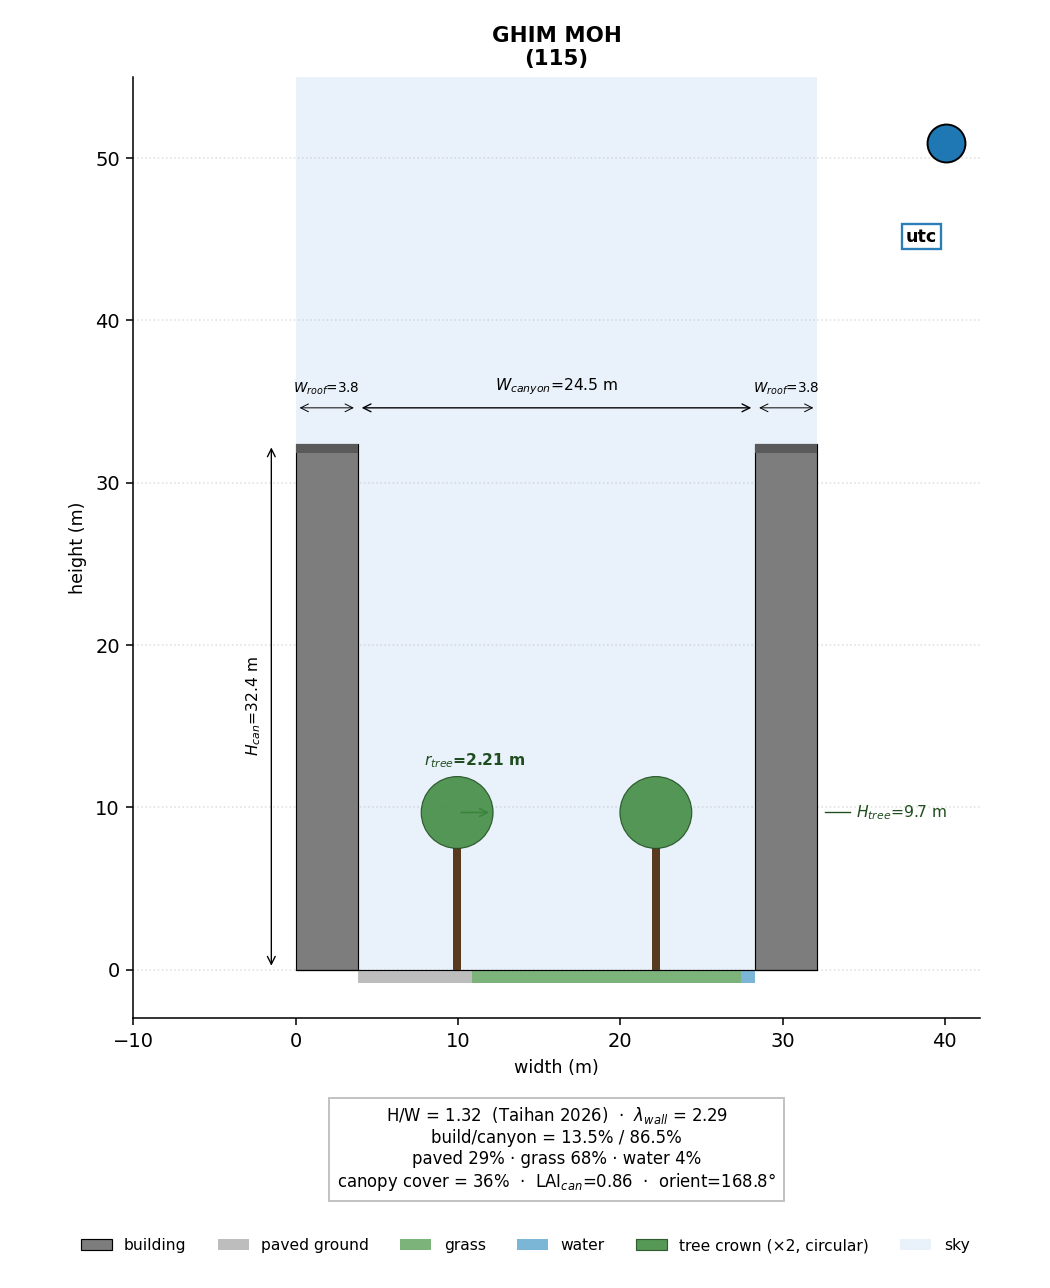 GHIM MOH
(115)
50
utc
40
W_roof=3.8
W_canyon=24.5 m
W_roof=3.8
30
height (m)
20
H_can=32.4 m
r_tree=2.21 m
10
H_tree=9.7 m
0
−10
0
10
20
30
40
width (m)
H/W = 1.32 (Taihan 2026) · λ_wall = 2.29
build/canyon = 13.5% / 86.5%
paved 29% · grass 68% · water 4%
canopy cover = 36% · LAI_can=0.86 · orient=168.8°
building
paved ground
grass
water
tree crown (×2, circular)
sky